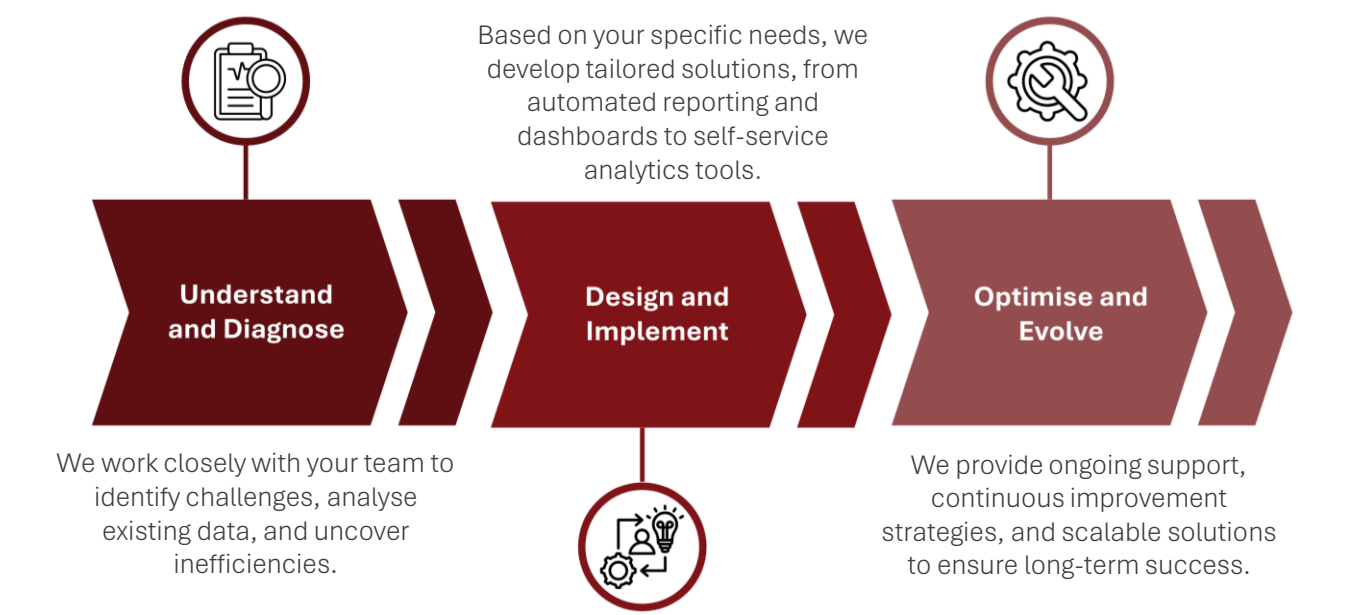 Based on your specific needs, we
develop tailored solutions, from
automated reporting and
dashboards to self-service
analytics tools.
Understand
and Diagnose
Design and
Implement
Optimise and
Evolve
We work closely with your team to
identify challenges, analyse
existing data, and uncover
inefficiencies.
We provide ongoing support,
continuous improvement
strategies, and scalable solutions
to ensure long-term success.